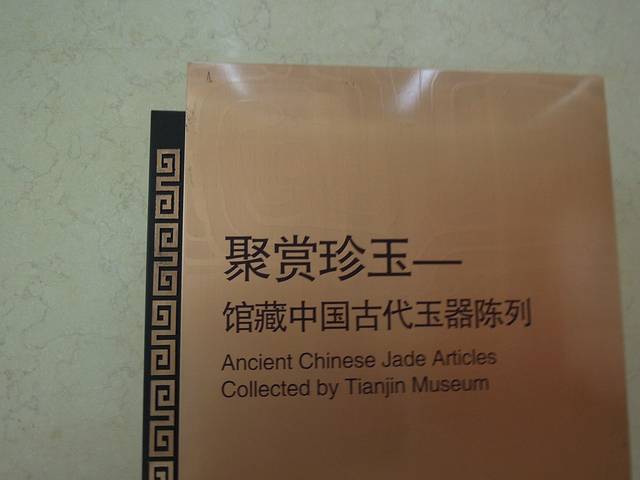 聚赏珍玉—
馆藏中国古代玉器陈列
Ancient Chinese Jade Articles
Collected by Tianjin Museum